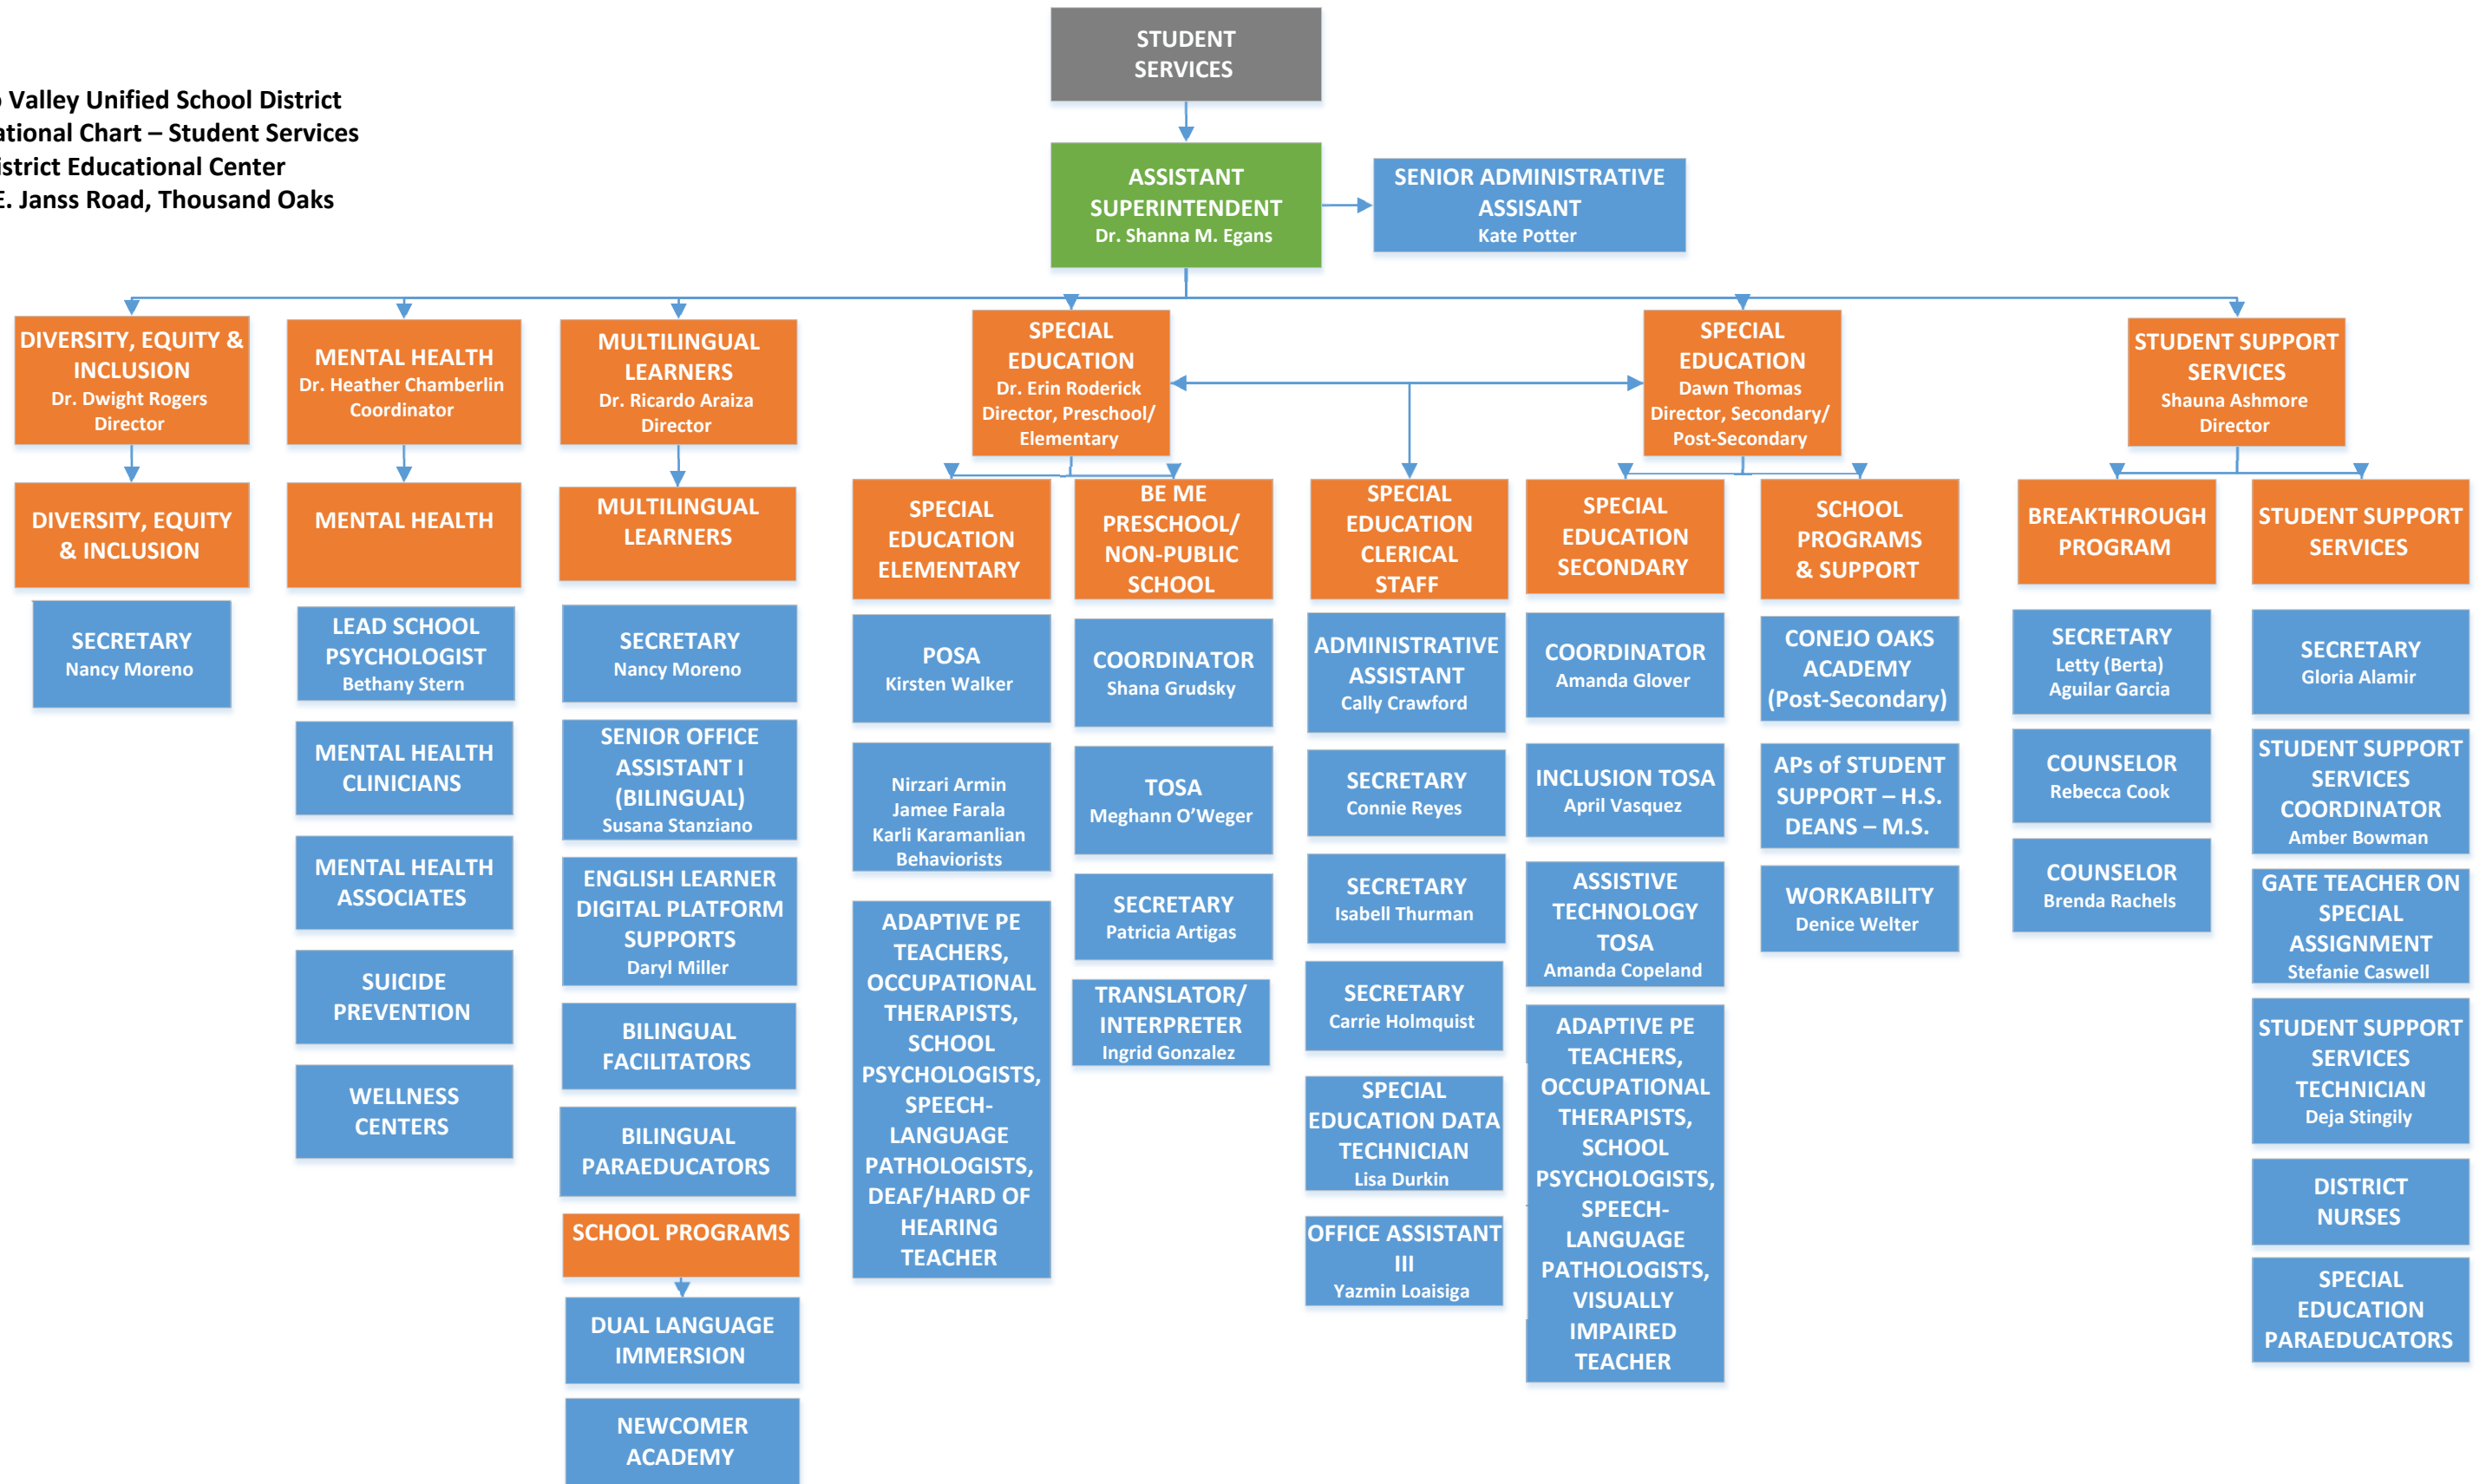 STUDENT
SERVICES
Valley Unified School District
Chart – Student Services
Educational Center
E. Janss Road, Thousand Oaks
ASSISTANT
SUPERINTENDENT
Dr. Shanna M. Egans
SENIOR ADMINISTRATIVE
ASSISANT
Kate Potter
DIVERSITY, EQUITY &
INCLUSION
Dr. Dwight Rogers
Director
MENTAL HEALTH
Dr. Heather Chamberlin
Coordinator
MULTILINGUAL
LEARNERS
Dr. Ricardo Araiza
Director
SPECIAL
EDUCATION
Dr. Erin Roderick
Director, Preschool/
Elementary
SPECIAL
EDUCATION
Dawn Thomas
Director, Secondary/
Post-Secondary
STUDENT SUPPORT
SERVICES
Shauna Ashmore
Director
DIVERSITY, EQUITY
& INCLUSION
SECRETARY
Nancy Moreno
MENTAL HEALTH
LEAD SCHOOL
PSYCHOLOGIST
Bethany Stern
MENTAL HEALTH
CLINICIANS
MENTAL HEALTH
ASSOCIATES
SUICIDE
PREVENTION
WELLNESS
CENTERS
MULTILINGUAL
LEARNERS
SECRETARY
Nancy Moreno
SENIOR OFFICE
ASSISTANT I
(BILINGUAL)
Susana Stanziano
ENGLISH LEARNER
DIGITAL PLATFORM
SUPPORTS
Daryl Miller
BILINGUAL
FACILITATORS
BILINGUAL
PARAEDUCATORS
SCHOOL PROGRAMS
DUAL LANGUAGE
IMMERSION
NEWCOMER
ACADEMY
SPECIAL
EDUCATION
ELEMENTARY
POSA
Kirsten Walker
Nirzari Armin
Jamee Farala
Karli Karamanlian
Behaviorists
ADAPTIVE PE
TEACHERS,
OCCUPATIONAL
THERAPISTS,
SCHOOL
PSYCHOLOGISTS,
SPEECH-
LANGUAGE
PATHOLOGISTS,
DEAF/HARD OF
HEARING
TEACHER
BE ME
PRESCHOOL/
NON-PUBLIC
SCHOOL
COORDINATOR
Shana Grudsky
TOSA
Meghann O’Weger
SECRETARY
Patricia Artigas
TRANSLATOR/
INTERPRETER
Ingrid Gonzalez
SPECIAL
EDUCATION
CLERICAL
STAFF
ADMINISTRATIVE
ASSISTANT
Cally Crawford
SECRETARY
Connie Reyes
SECRETARY
Isabell Thurman
SECRETARY
Carrie Holmquist
SPECIAL
EDUCATION DATA
TECHNICIAN
Lisa Durkin
OFFICE ASSISTANT
III
Yazmin Loaisiga
SPECIAL
EDUCATION
SECONDARY
COORDINATOR
Amanda Glover
INCLUSION TOSA
April Vasquez
ASSISTIVE
TECHNOLOGY
TOSA
Amanda Copeland
ADAPTIVE PE
TEACHERS,
OCCUPATIONAL
THERAPISTS,
SCHOOL
PSYCHOLOGISTS,
SPEECH-
LANGUAGE
PATHOLOGISTS,
VISUALLY
IMPAIRED
TEACHER
SCHOOL
PROGRAMS
& SUPPORT
CONEJO OAKS
ACADEMY
(Post-Secondary)
APs of STUDENT
SUPPORT – H.S.
DEANS – M.S.
WORKABILITY
Denice Welter
BREAKTHROUGH
PROGRAM
SECRETARY
Letty (Berta)
Aguilar Garcia
COUNSELOR
Rebecca Cook
COUNSELOR
Brenda Rachels
STUDENT SUPPORT
SERVICES
SECRETARY
Gloria Alamir
STUDENT SUPPORT
SERVICES
COORDINATOR
Amber Bowman
GATE TEACHER ON
SPECIAL
ASSIGNMENT
Stefanie Caswell
STUDENT SUPPORT
SERVICES
TECHNICIAN
Deja Stingily
DISTRICT
NURSES
SPECIAL
EDUCATION
PARAEDUCATORS